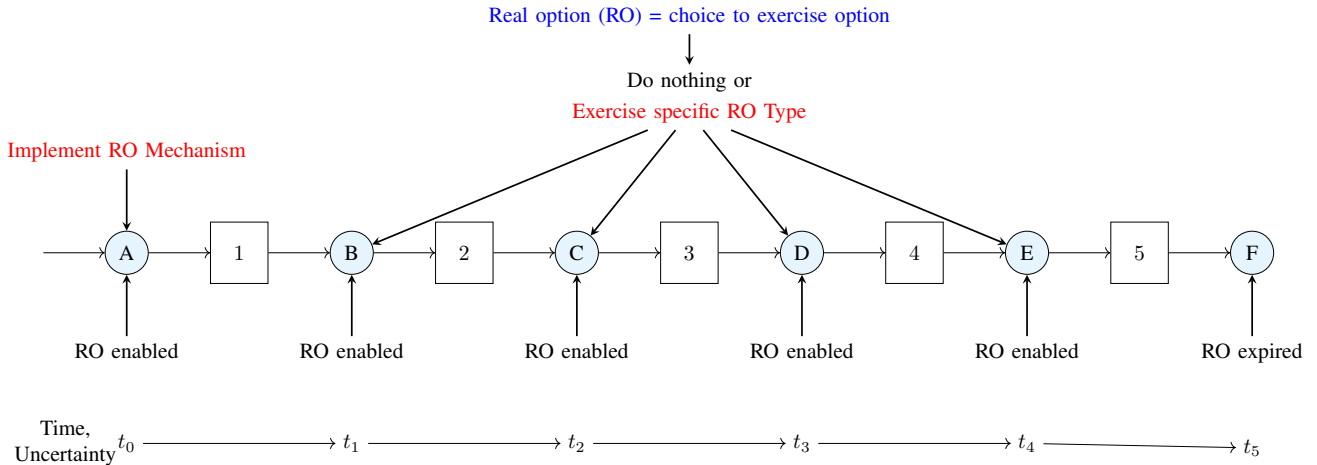 Real option (RO) = choice to exercise option
Do nothing or
Exercise specific RO Type
Implement RO Mechanism
A 1 B 2 C 3 D 4 E 5 F
RO enabled RO enabled RO enabled RO enabled RO enabled RO expired
Time,
Uncertainty t₀ t₁ t₂ t₃ t₄ t₅